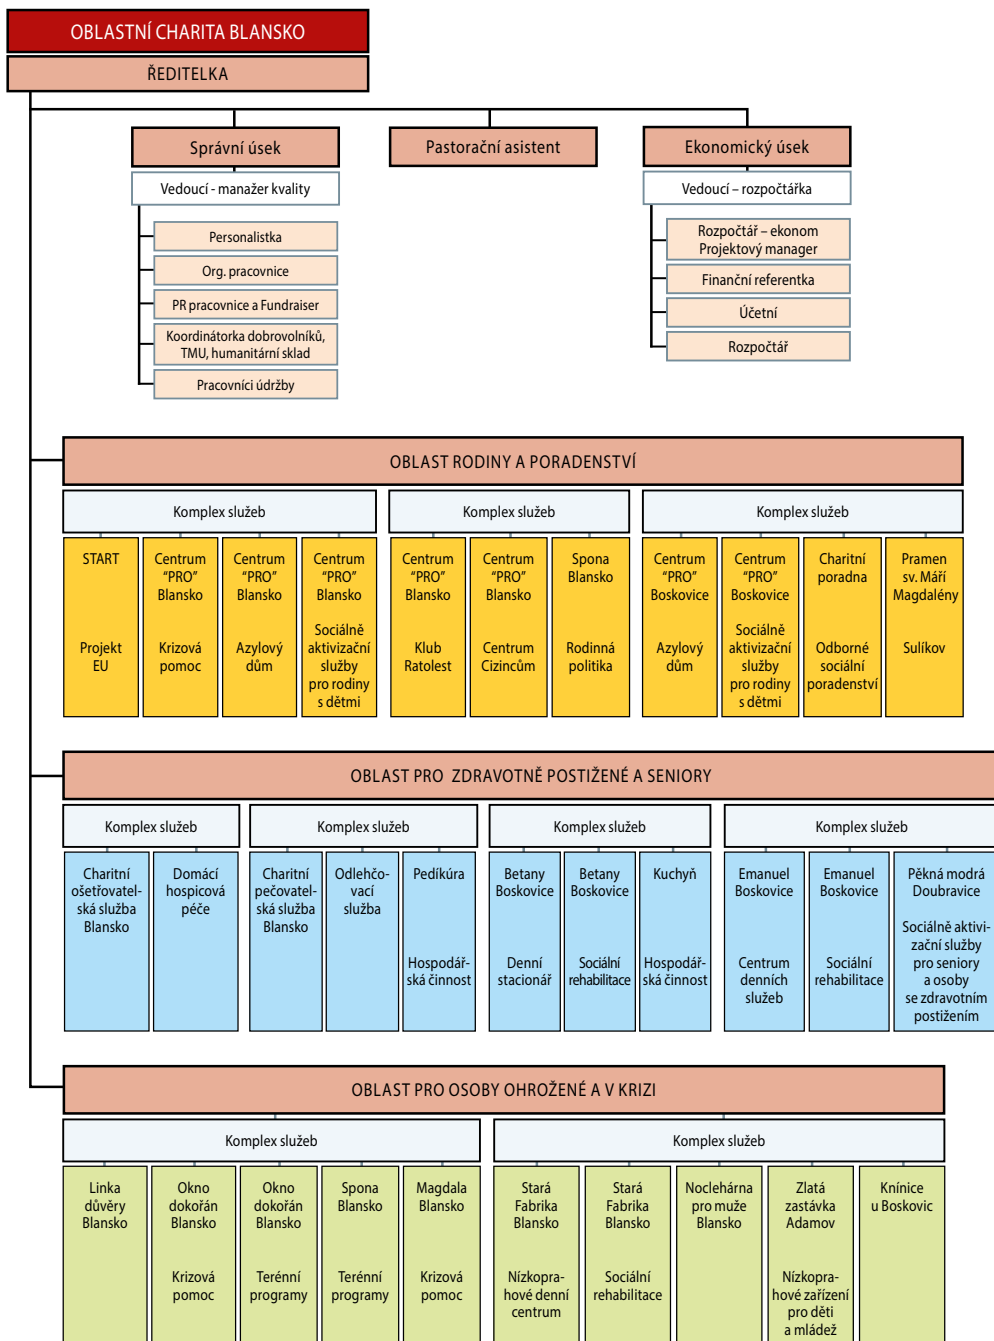 OBLASTNÍ CHARITA BLANSKO
ŘEDITELKA
Správní úsek
Vedoucí - manažer kvality
Personalistka
Org. pracovnice
PR pracovnice a Fundraiser
Koordinátorka dobrovolníků,
TMU, humanitární sklad
Pracovníci údržby
Pastorační asistent
Ekonomický úsek
Vedoucí – rozpočtářka
Rozpočtář – ekonom
Projektový manager
Finanční referentka
Účetní
Rozpočtář
OBLAST RODINY A PORADENSTVÍ
Komplex služeb
START
Projekt
EU
Centrum
“PRO”
Blansko
Krizová
pomoc
Centrum
“PRO”
Blansko
Azylový
dům
Centrum
“PRO”
Blansko
Sociálně
aktivizační
služby
pro rodiny
s dětmi
Komplex služeb
Centrum
“PRO”
Blansko
Klub
Ratolest
Centrum
“PRO”
Blansko
Centrum
Cizincům
Spona
Blansko
Rodinná
politika
Komplex služeb
Centrum
“PRO”
Boskovice
Azylový
dům
Centrum
“PRO”
Boskovice
Sociálně
aktivizační
služby
pro rodiny
s dětmi
Charitní
poradna
Odborné
sociální
poradenství
Pramen
sv. Máří
Magdalény
Sulíkov
OBLAST PRO ZDRAVOTNĚ POSTIŽENÉ A SENIORY
Komplex služeb
Charitní
ošetřovatel-
ská služba
Blansko
Domácí
hospicová
péče
Komplex služeb
Charitní
pečovatel-
ská služba
Blansko
Odlehčo-
vací
služba
Pedíkúra
Hospodář-
ská činnost
Komplex služeb
Betany
Boskovice
Denní
stacionář
Betany
Boskovice
Sociální
rehabilitace
Kuchyň
Hospodář-
ská činnost
Komplex služeb
Emanuel
Boskovice
Centrum
denních
služeb
Emanuel
Boskovice
Sociální
rehabilitace
Pěkná modrá
Doubravice
Sociálně aktivi-
zační služby
pro seniory
a osoby
se zdravotním
postižením
OBLAST PRO OSOBY OHROŽENÉ A V KRIZI
Komplex služeb
Linka
důvěry
Blansko
Okno
dokořán
Blansko
Krizová
pomoc
Okno
dokořán
Blansko
Terénní
programy
Spona
Blansko
Terénní
programy
Magdala
Blansko
Krizová
pomoc
Komplex služeb
Stará
Fabrika
Blansko
Nízkopra-
hové denní
centrum
Stará
Fabrika
Blansko
Sociální
rehabilitace
Noclehárna
pro muže
Blansko
Zlatá
zastávka
Adamov
Nízkopra-
hové zařízení
pro děti
a mládež
Knínice
u Boskovic